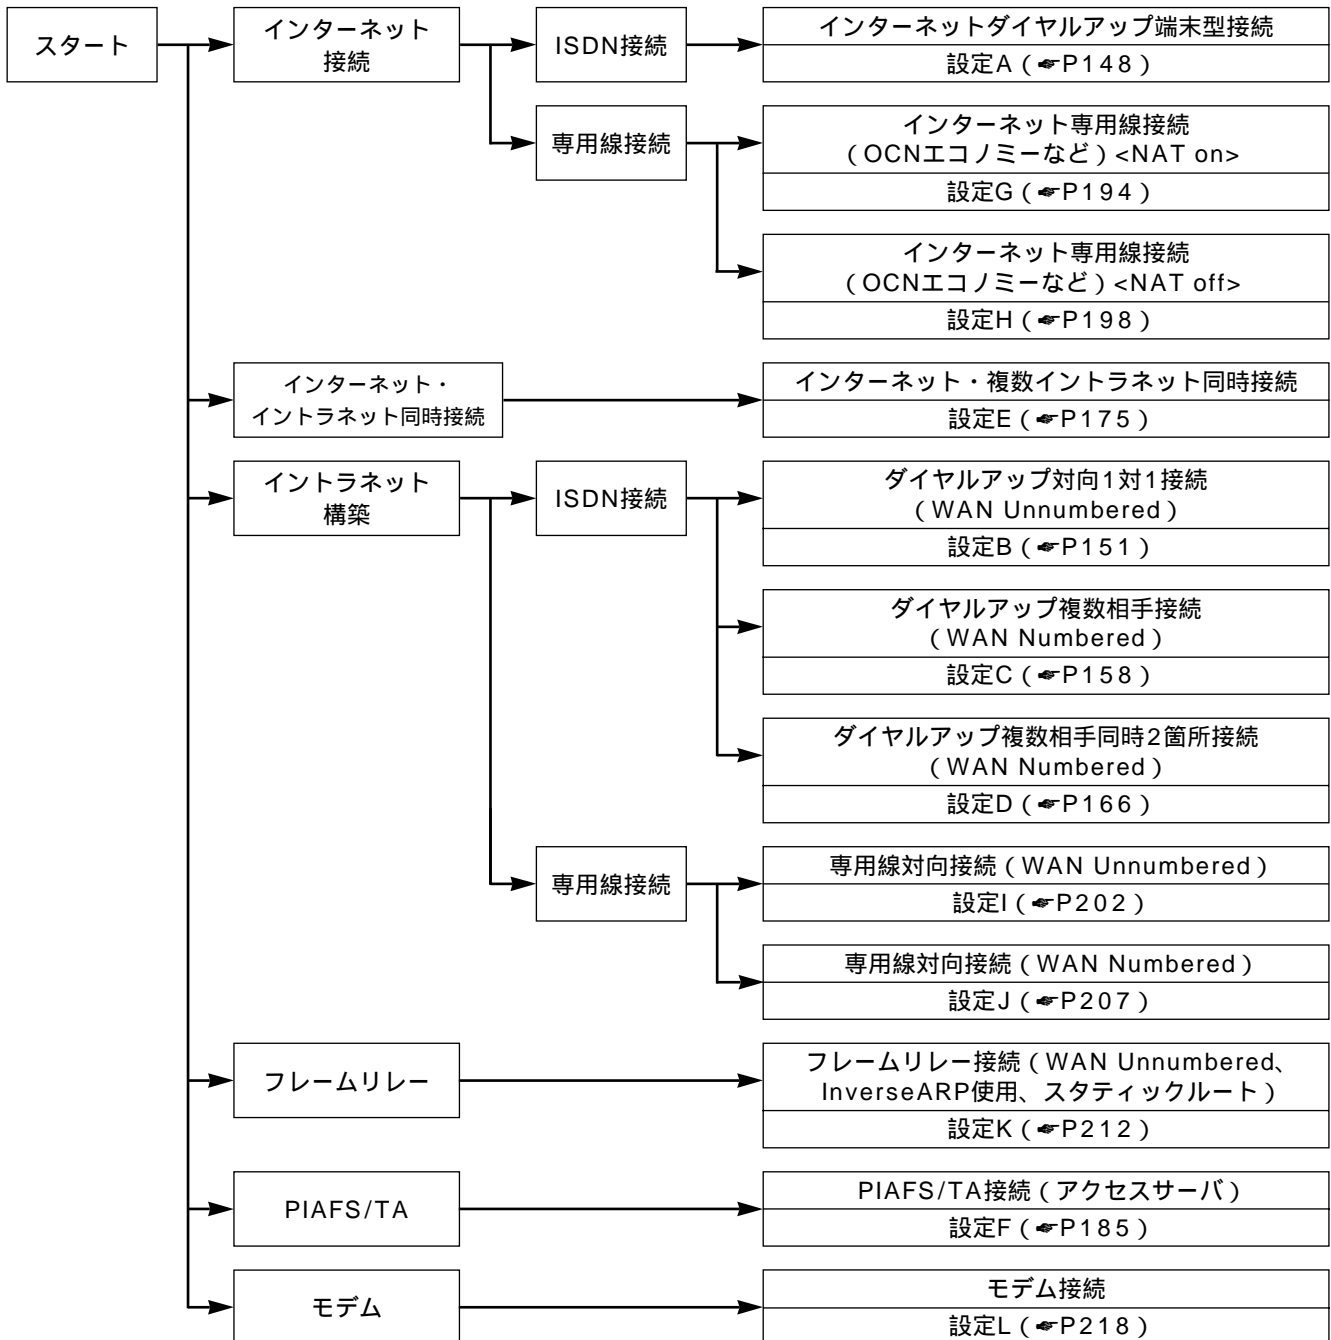 スタート
インターネット
接続
ISDN接続
インターネットダイヤルアップ端末型接続
設定A（☛P148）
専用線接続
インターネット専用線接続
（OCNエコノミーなど）<NAT on>
設定G（☛P194）
インターネット専用線接続
（OCNエコノミーなど）<NAT off>
設定H（☛P198）
インターネット・
イントラネット同時接続
インターネット・複数イントラネット同時接続
設定E（☛P175）
イントラネット
構築
ISDN接続
ダイヤルアップ対向1対1接続
（WAN Unnumbered）
設定B（☛P151）
ダイヤルアップ複数相手接続
（WAN Numbered）
設定C（☛P158）
ダイヤルアップ複数相手同時2箇所接続
（WAN Numbered）
設定D（☛P166）
専用線接続
専用線対向接続（WAN Unnumbered）
設定I（☛P202）
専用線対向接続（WAN Numbered）
設定J（☛P207）
フレームリレー
フレームリレー接続（WAN Unnumbered、
InverseARP使用、スタティックルート）
設定K（☛P212）
PIAFS/TA
PIAFS/TA接続（アクセスサーバ）
設定F（☛P185）
モデム
モデム接続
設定L（☛P218）